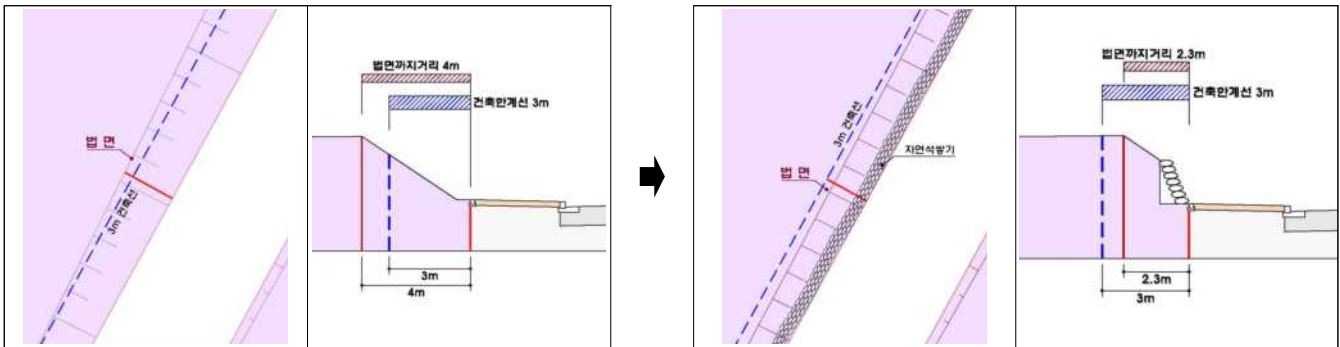 법 면
3m 건축선
법면까지거리 4m
건축한계선 3m
3m
4m
3m 건축선
법 면
자연석쌓기
법면까지거리 2.3m
건축한계선 3m
2.3m
3m